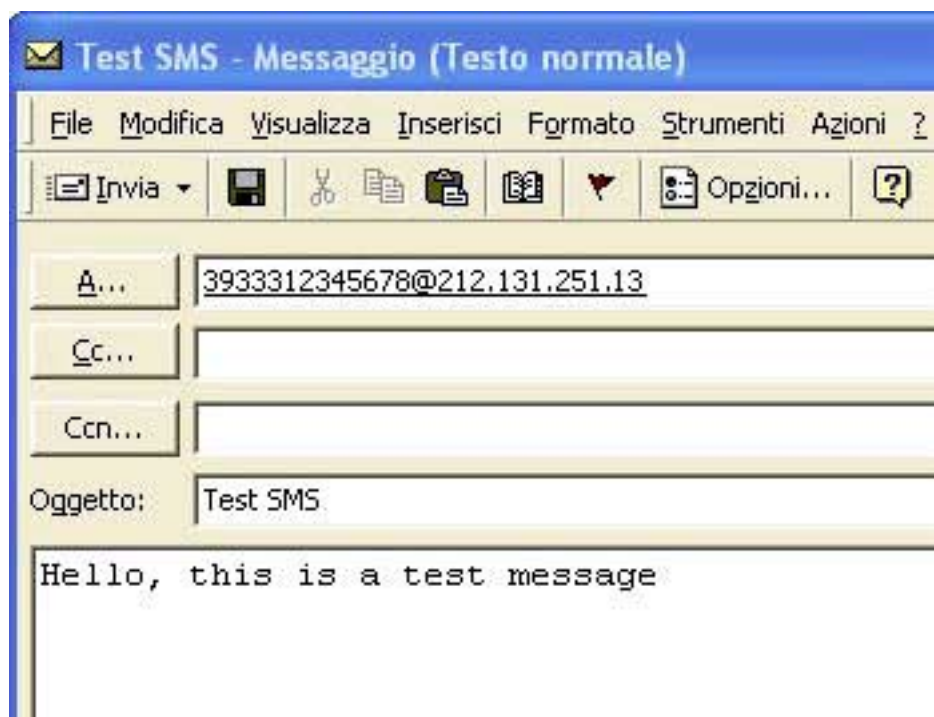 Test SMS - Messaggio (Testo normale)
File Modifica Visualizza Inserisci Formato Strumenti Azioni ?
Invia Opzioni...
A... 3933312345678@212.131.251.13
Cc...
Ccn...
Oggetto: Test SMS
Hello, this is a test message